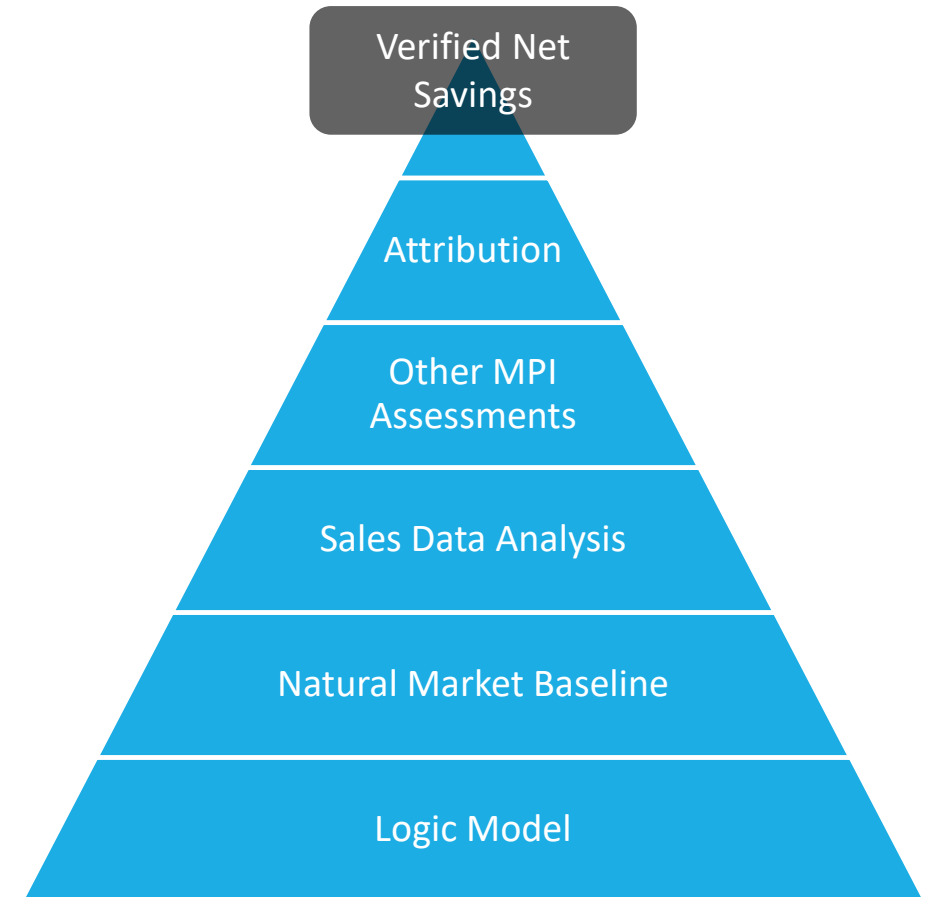 Verified Net
Savings
Attribution
Other MPI
Assessments
Sales Data Analysis
Natural Market Baseline
Logic Model